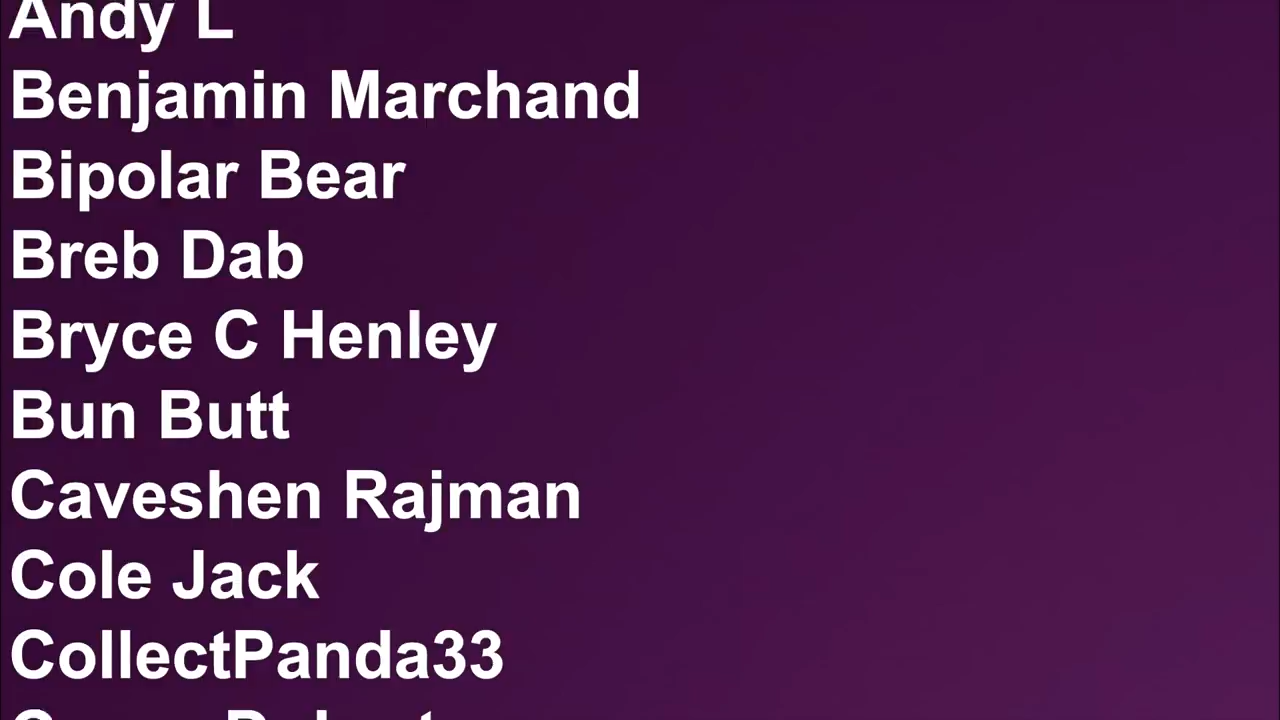 Andy L
Benjamin Marchand
Bipolar Bear
Breb Dab
Bryce C Henley
Bun Butt
Caveshen Rajman
Cole Jack
CollectPanda33